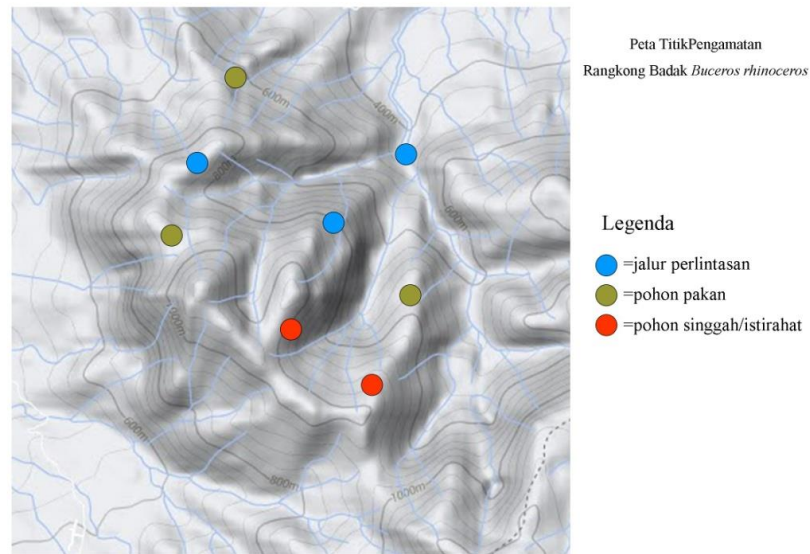 Peta TitikPengamatan
Rangkong Badak Buceros rhinoceros
600m
400m
600m
600m
1000m
600m
800m
1000m
Legenda
=jalur perlintasan
=pohon pakan
=pohon singgah/istirahat